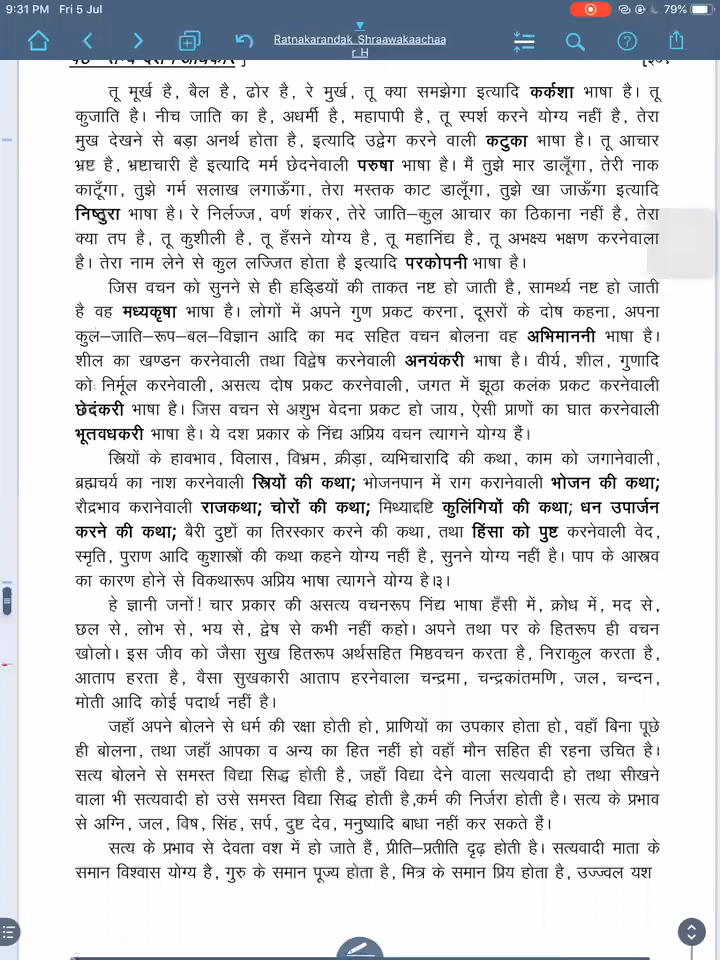 9:31 PM Fri 5 Jul 79%
Ratnakarandak_Shraawakaachaar_H
तू मूर्ख है, बैल है, ढोर है, रे मुर्ख, तू क्या समझेगा इत्यादि कर्कशा भाषा है। तू
कुजाति है। नीच जाति का है, अधर्मी है, महापापी है, तू स्पर्श करने योग्य नहीं है, तेरा
मुख देखने से बड़ा अनर्थ होता है, इत्यादि उद्वेग करने वाली कटुका भाषा है। तू आचार
भ्रष्ट है, भ्रष्टाचारी है इत्यादि मर्म छेदनेवाली परुषा भाषा है। मैं तुझे मार डालूँगा, तेरी नाक
काटूँगा, तुझे गर्म सलाख लगाऊँगा, तेरा मस्तक काट डालूँगा, तुझे खा जाऊँगा इत्यादि
निष्ठुरा भाषा है। रे निर्लज्ज, वर्ण शंकर, तेरे जाति–कुल आचार का ठिकाना नहीं है, तेरा
क्या तप है, तू कुशीली है, तू हँसने योग्य है, तू महानिंद्य है, तू अभक्ष्य भक्षण करनेवाला
है। तेरा नाम लेने से कुल लज्जित होता है इत्यादि परकोपनी भाषा है।
जिस वचन को सुनने से ही हड्डियों की ताकत नष्ट हो जाती है, सामर्थ्य नष्ट हो जाती
है वह मध्यकृषा भाषा है। लोगों में अपने गुण प्रकट करना, दूसरों के दोष कहना, अपना
कुल–जाति–रूप–बल–विज्ञान आदि का मद सहित वचन बोलना वह अभिमाननी भाषा है।
शील का खण्डन करनेवाली तथा विद्वेष करनेवाली अनयंकरी भाषा है। वीर्य, शील, गुणादि
को निर्मूल करनेवाली, असत्य दोष प्रकट करनेवाली, जगत में झूठा कलंक प्रकट करनेवाली
छेदंकरी भाषा है। जिस वचन से अशुभ वेदना प्रकट हो जाय, ऐसी प्राणों का घात करनेवाली
भूतवधकरी भाषा है। ये दश प्रकार के निंद्य अप्रिय वचन त्यागने योग्य हैं।
स्त्रियों के हावभाव, विलास, विभ्रम, क्रीड़ा, व्यभिचारादि की कथा, काम को जगानेवाली,
ब्रह्मचर्य का नाश करनेवाली स्त्रियों की कथा; भोजनपान में राग करानेवाली भोजन की कथा;
रौद्रभाव करानेवाली राजकथा; चोरों की कथा; मिथ्यादृष्टि कुलिंगियों की कथा; धन उपार्जन
करने की कथा; बैरी दुष्टों का तिरस्कार करने की कथा, तथा हिंसा को पुष्ट करनेवाली वेद,
स्मृति, पुराण आदि कुशास्त्रों की कथा कहने योग्य नहीं है, सुनने योग्य नहीं है। पाप के आस्त्रव
का कारण होने से विकथारूप अप्रिय भाषा त्यागने योग्य है।३।
हे ज्ञानी जनों! चार प्रकार की असत्य वचनरूप निंद्य भाषा हँसी में, क्रोध में, मद से,
छल से, लोभ से, भय से, द्वेष से कभी नहीं कहो। अपने तथा पर के हितरूप ही वचन
खोलो। इस जीव को जैसा सुख हितरूप अर्थसहित मिष्ठवचन करता है, निराकुल करता है,
आताप हरता है, वैसा सुखकारी आताप हरनेवाला चन्द्रमा, चन्द्रकांतमणि, जल, चन्दन,
मोती आदि कोई पदार्थ नहीं है।
जहाँ अपने बोलने से धर्म की रक्षा होती हो, प्राणियों का उपकार होता हो, वहाँ बिना पूछे
ही बोलना, तथा जहाँ आपका व अन्य का हित नहीं हो वहाँ मौन सहित ही रहना उचित है।
सत्य बोलने से समस्त विद्या सिद्ध होती है, जहाँ विद्या देने वाला सत्यवादी हो तथा सीखने
वाला भी सत्यवादी हो उसे समस्त विद्या सिद्ध होती है,कर्म की निर्जरा होती है। सत्य के प्रभाव
से अग्नि, जल, विष, सिंह, सर्प, दुष्ट देव, मनुष्यादि बाधा नहीं कर सकते हैं।
सत्य के प्रभाव से देवता वश में हो जाते हैं, प्रीति–प्रतीति दृढ़ होती है। सत्यवादी माता के
समान विश्वास योग्य है, गुरु के समान पूज्य होता है, मित्र के समान प्रिय होता है, उज्ज्वल यश